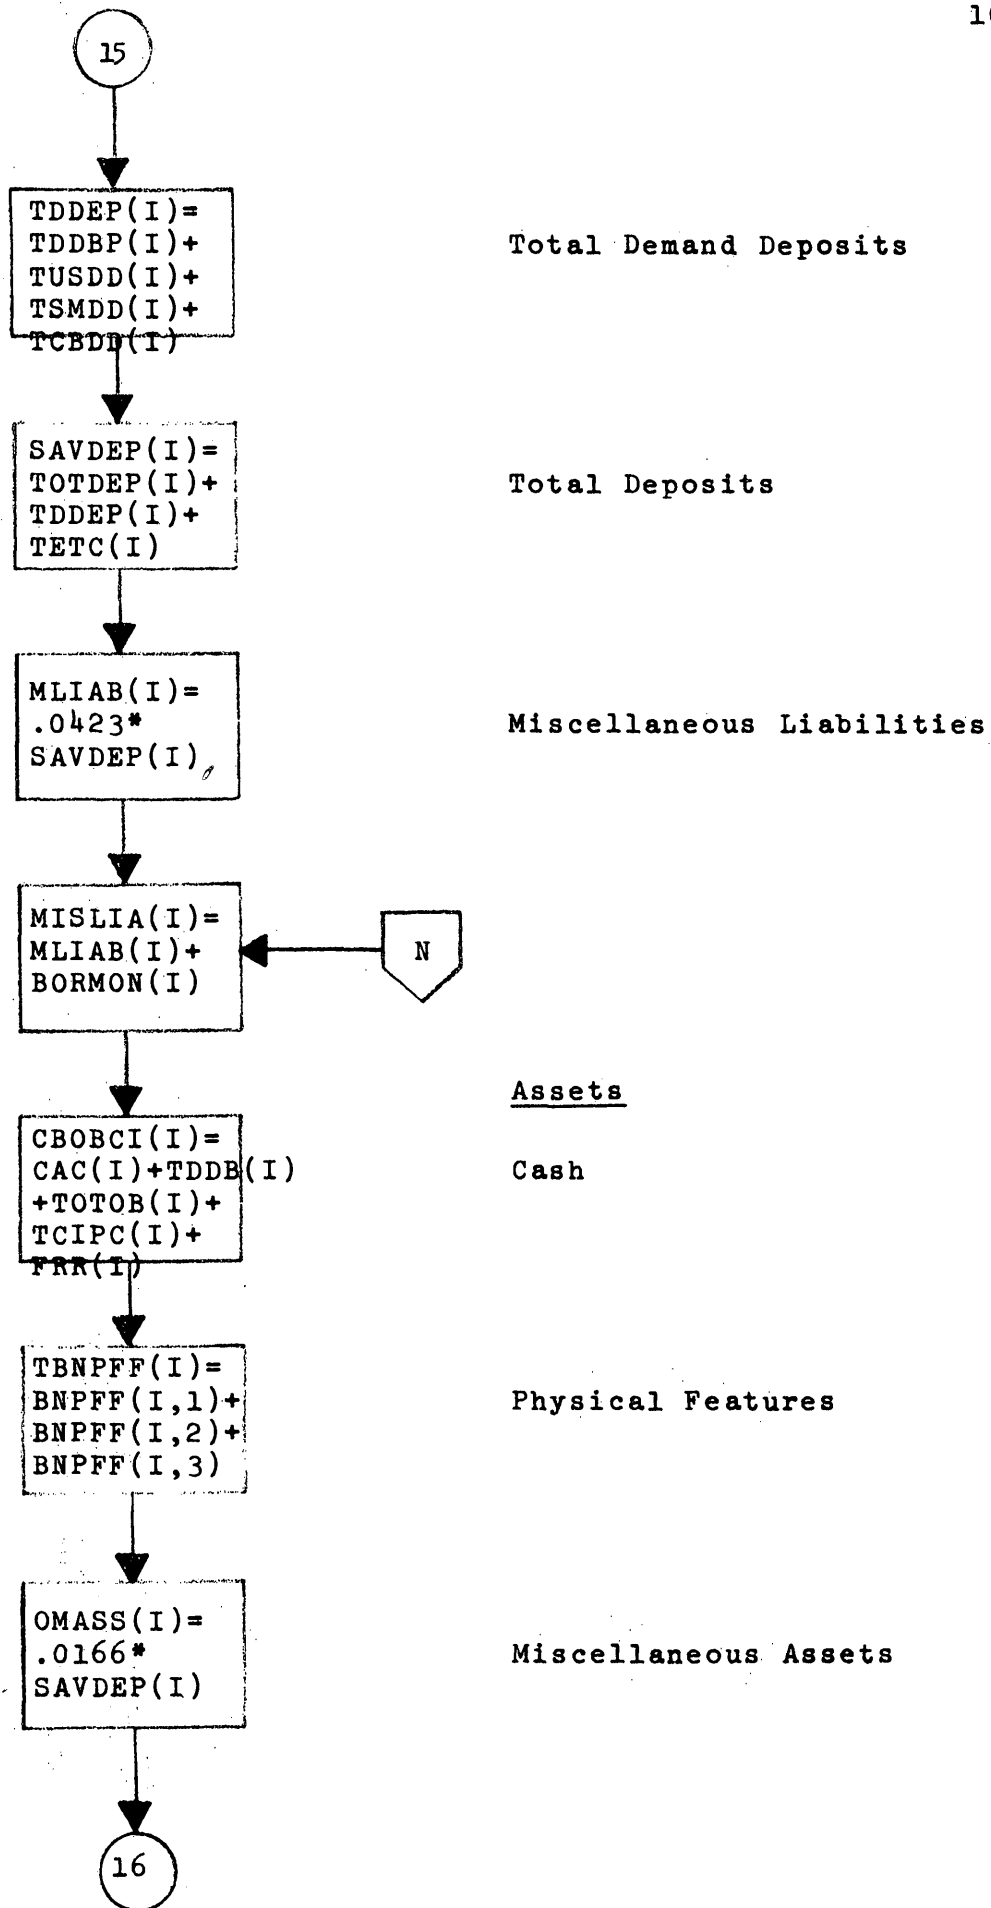 15
TDDEP(I)=
TDDBP(I)+
TUSDD(I)+
TSMDD(I)+
TCBDD(I)
Total Demand Deposits
SAVDEP(I)=
TOTDEP(I)+
TDDEP(I)+
TETC(I)
Total Deposits
MLIAB(I)=
.0423*
SAVDEP(I)
Miscellaneous Liabilities
MISLIA(I)=
MLIAB(I)+
BORMON(I)
N
Assets
CBOBCI(I)=
CAC(I)+TDDB(I)
+TOTOB(I)+
TCIPC(I)+
FRR(I)
Cash
TBNPFF(I)=
BNPFF(I,1)+
BNPFF(I,2)+
BNPFF(I,3)
Physical Features
OMASS(I)=
.0166*
SAVDEP(I)
Miscellaneous Assets
16